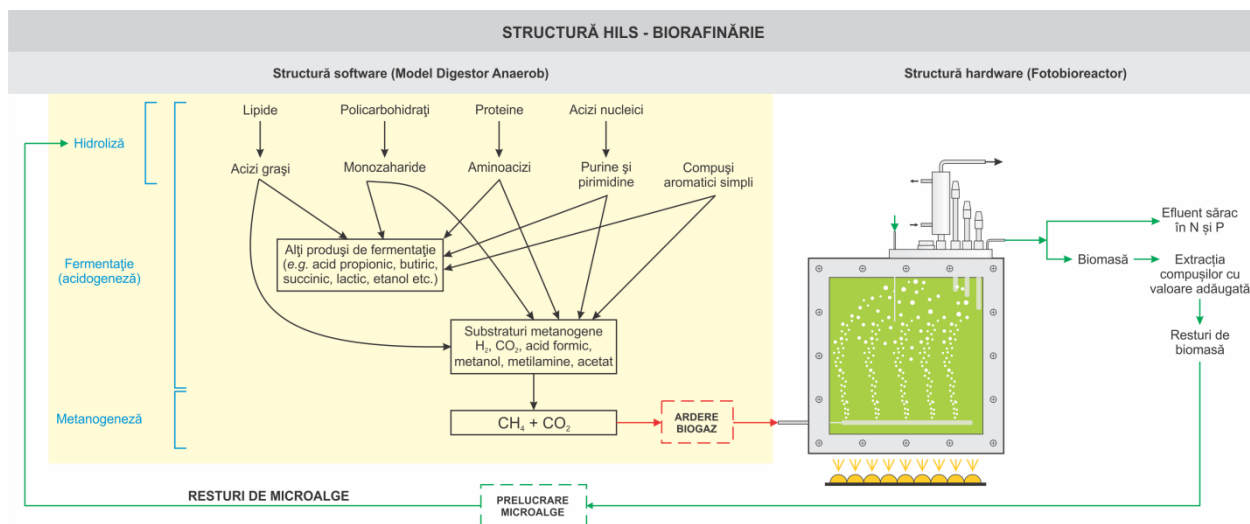 STRUCTURĂ HILS - BIORAFINĂRIE
Structură software (Model Digestor Anaerob)
Structură hardware (Fotobioreactor)
Lipide
Policarbohidraţi
Proteine
Acizi nucleici
Hidroliză
Acizi graşi
Monozaharide
Aminoacizi
Purine şi
pirimidine
Compuşi
aromatici simpli
Alţi produşi de fermentaţie
(e.g. acid propionic, butiric,
succinic, lactic, etanol etc.)
Fermentaţie
(acidogeneză)
Substraturi metanogene
H₂, CO₂, acid formic,
metanol, metilamine, acetat
Metanogeneză
CH₄ + CO₂
ARDERE
BIOGAZ
Efluent sărac
în N și P
Biomasă
Extracția
compușilor cu
valoare adăugată
Resturi de
biomasă
RESTURI DE MICROALGE
PRELUCRARE
MICROALGE